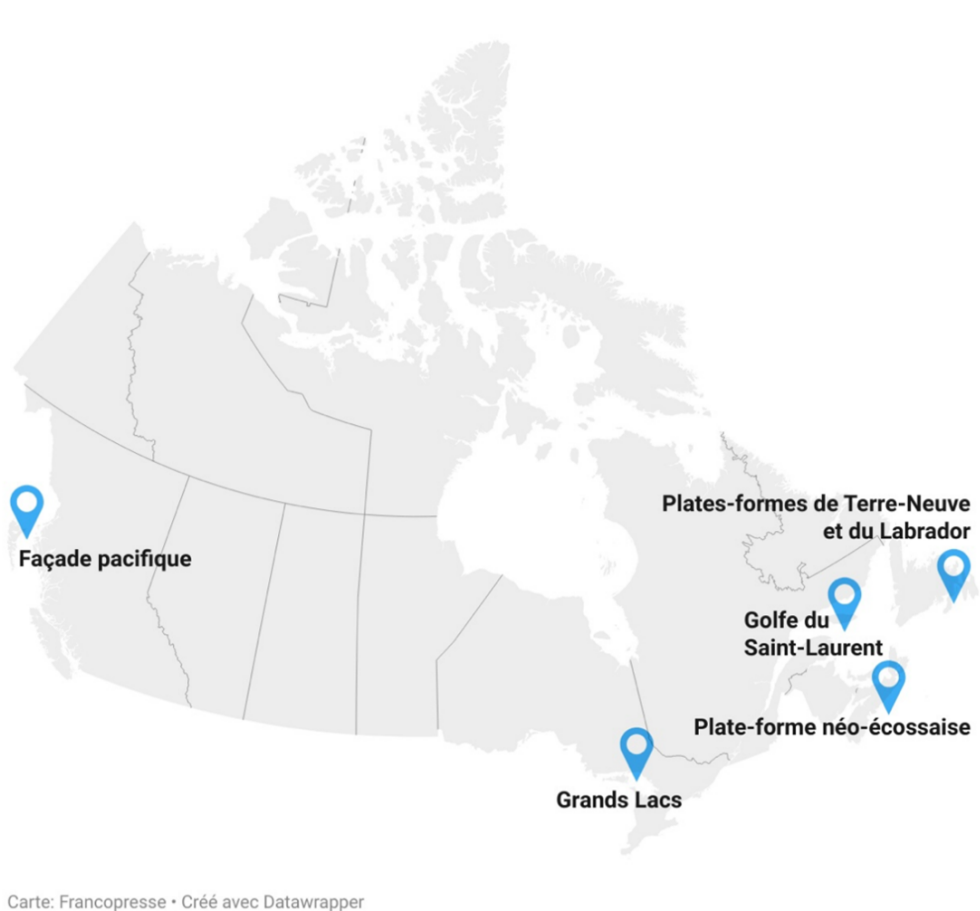 Plates-formes de Terre-Neuve
et du Labrador
Façade pacifique
Golfe du
Saint-Laurent
Plate-forme néo-écossaise
Grands Lacs
Carte: Francopresse • Créé avec Datawrapper